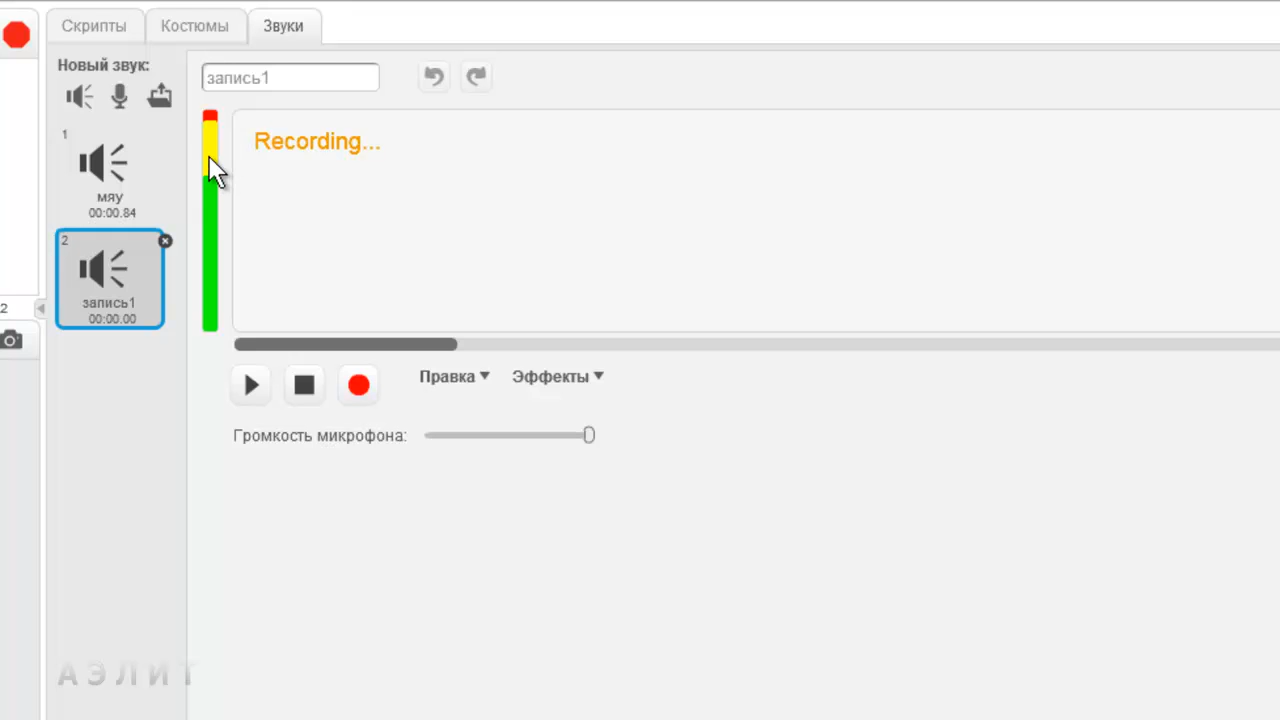 Скрипты
Костюмы
Звуки
Новый звук:
запись1
1
мяу
00:00.84
2
запись1
00:00.00
Recording...
2
Правка
Эффекты
Громкость микрофона:
АЭЛИТ